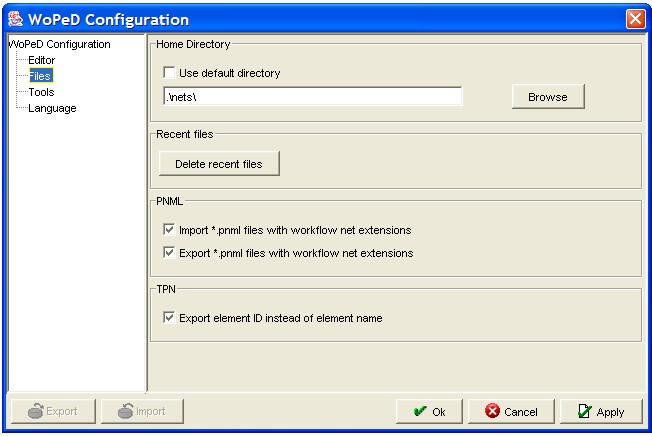 WoPeD Configuration
WoPeD Configuration
Editor
Files
Tools
Language
Home Directory
Use default directory
.\nets\
Browse
Recent files
Delete recent files
PNML
Import *.pnml files with workflow net extensions
Export *.pnml files with workflow net extensions
TPN
Export element ID instead of element name
Export
Import
Ok
Cancel
Apply